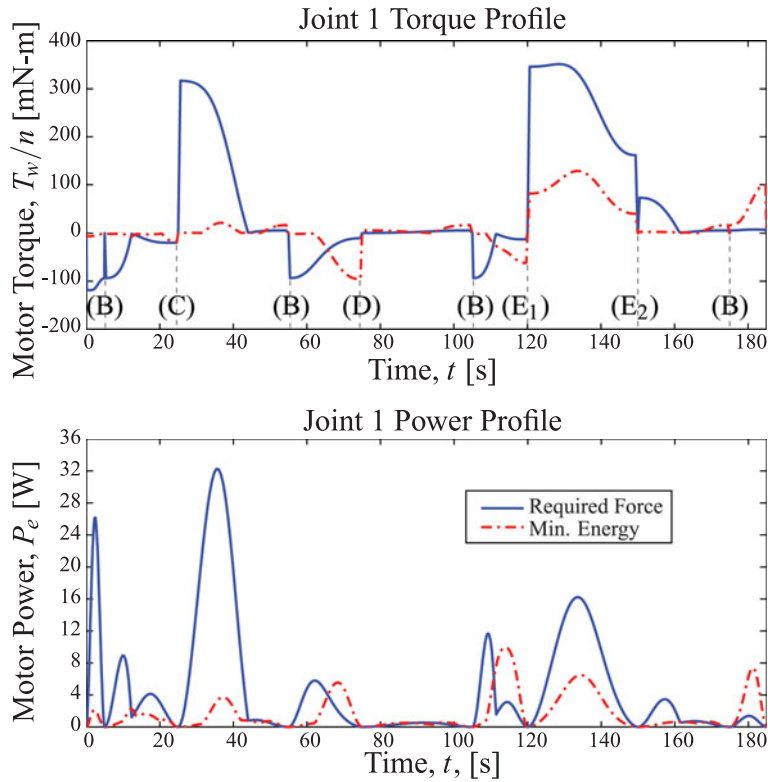 Joint 1 Torque Profile
Motor Torque, T_w/n [mN-m]
400
300
200
100
0
-100
-200
(B) (C) (B) (D) (B) (E₁) (E₂) (B)
0 20 40 60 80 100 120 140 160 180
Time, t [s]
Joint 1 Power Profile
Motor Power, P_e [W]
36
32
28
24
20
16
12
8
4
0
Required Force
Min. Energy
0 20 40 60 80 100 120 140 160 180
Time, t, [s]